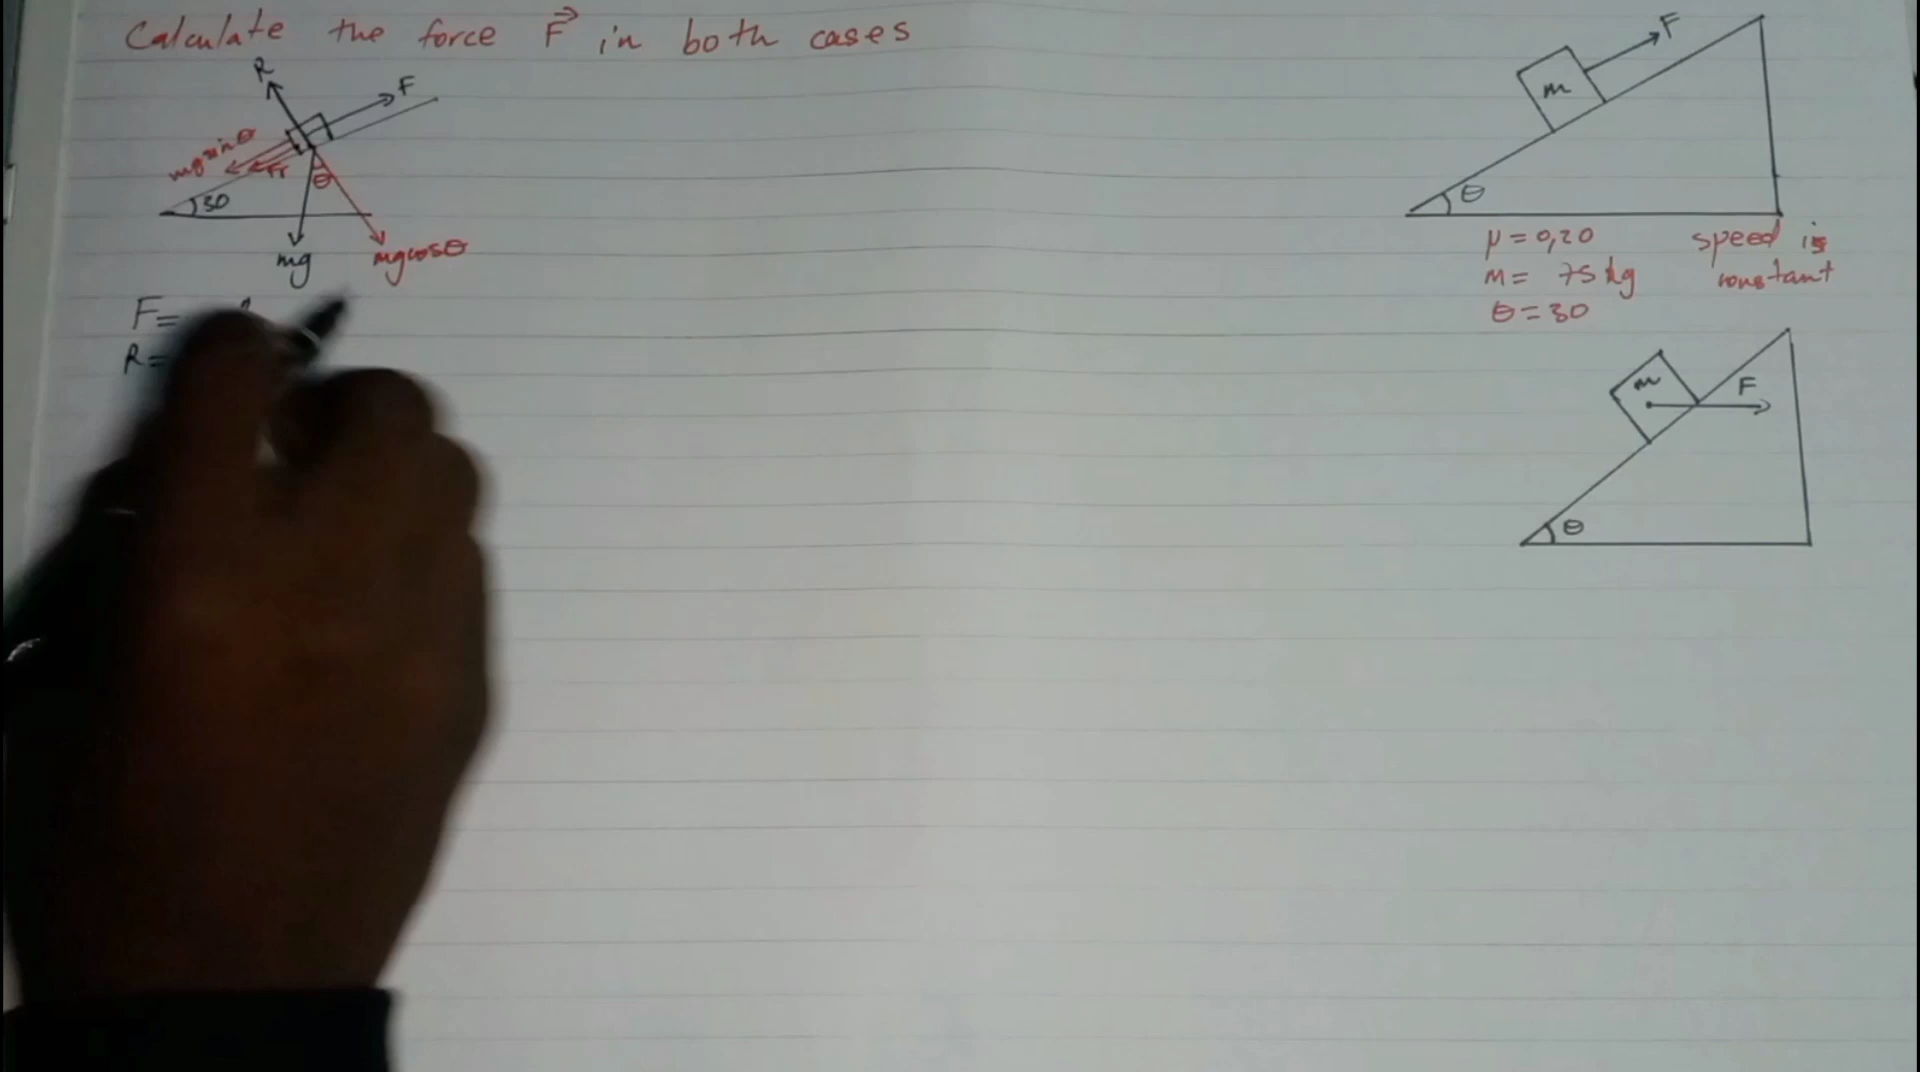 Calculate the force F⃗ in both cases
R
F
mg sin θ
Fr
θ
30
mg
mg cos θ
F=
R=
F
m
θ
μ = 0,20
m = 75 kg
θ = 30
speed is
constant
m
F
θ